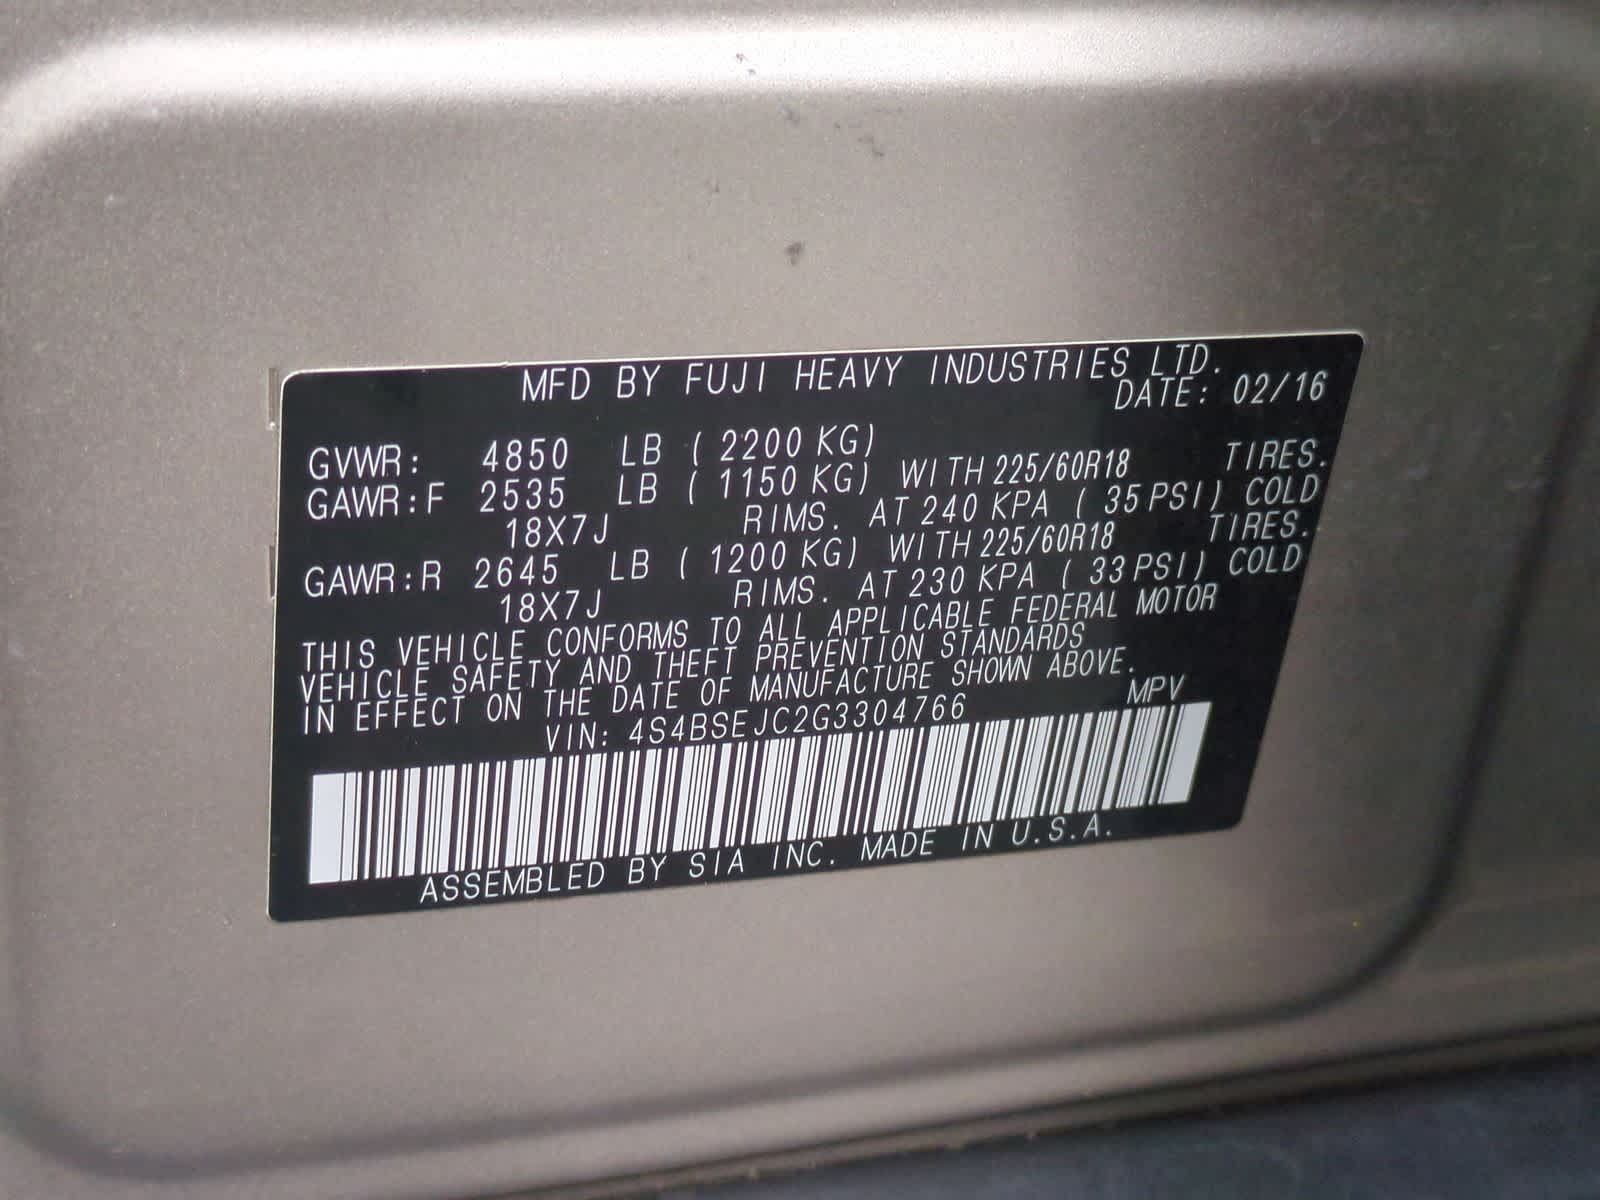 MFD BY FUJI HEAVY INDUSTRIES LTD.
DATE: 02/16
GVWR: 4850 LB ( 2200 KG)
GAWR:F 2535 LB ( 1150 KG) WITH 225/60R18 TIRES.
18X7J RIMS. AT 240 KPA ( 35PSI) COLD
GAWR:R 2645 LB ( 1200 KG) WITH 225/60R18 TIRES.
18X7J RIMS. AT 230 KPA ( 33PSI) COLD
THIS VEHICLE CONFORMS TO ALL APPLICABLE FEDERAL MOTOR
VEHICLE SAFETY AND THEFT PREVENTION STANDARDS
IN EFFECT ON THE DATE OF MANUFACTURE SHOWN ABOVE.
VIN: 4S4BSEJC2G3304766 MPV
ASSEMBLED BY SIA INC. MADE IN U.S.A.